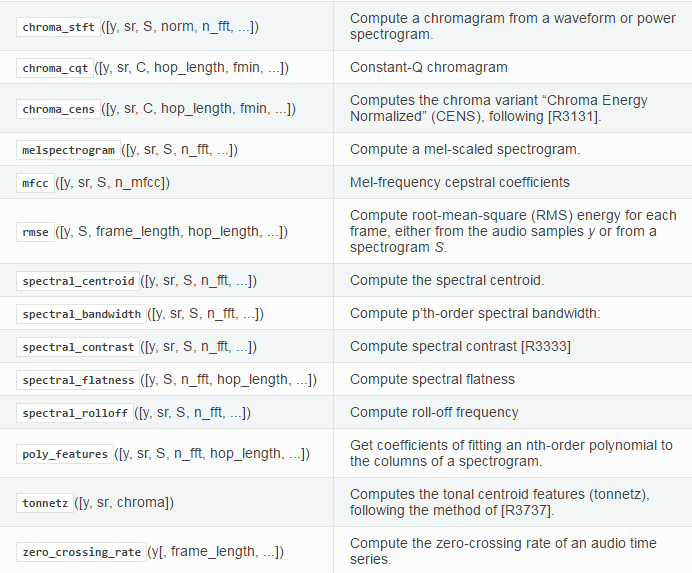 chroma_stft ([y, sr, S, norm, n_fft, ...])
Compute a chromagram from a waveform or power
spectrogram.
chroma_cqt ([y, sr, C, hop_length, fmin, ...])
Constant-Q chromagram
chroma_cens ([y, sr, C, hop_length, fmin, ...])
Computes the chroma variant “Chroma Energy
Normalized” (CENS), following [R3131].
melspectrogram ([y, sr, S, n_fft, ...])
Compute a mel-scaled spectrogram.
mfcc ([y, sr, S, n_mfcc])
Mel-frequency cepstral coefficients
rmse ([y, S, frame_length, hop_length, ...])
Compute root-mean-square (RMS) energy for each
frame, either from the audio samples y or from a
spectrogram S.
spectral_centroid ([y, sr, S, n_fft, ...])
Compute the spectral centroid.
spectral_bandwidth ([y, sr, S, n_fft, ...])
Compute p’th-order spectral bandwidth:
spectral_contrast ([y, sr, S, n_fft, ...])
Compute spectral contrast [R3333]
spectral_flatness ([y, S, n_fft, hop_length, ...])
Compute spectral flatness
spectral_rolloff ([y, sr, S, n_fft, ...])
Compute roll-off frequency
poly_features ([y, sr, S, n_fft, hop_length, ...])
Get coefficients of fitting an nth-order polynomial to
the columns of a spectrogram.
tonnetz ([y, sr, chroma])
Computes the tonal centroid features (tonnetz),
following the method of [R3737].
zero_crossing_rate (y[, frame_length, ...])
Compute the zero-crossing rate of an audio time
series.